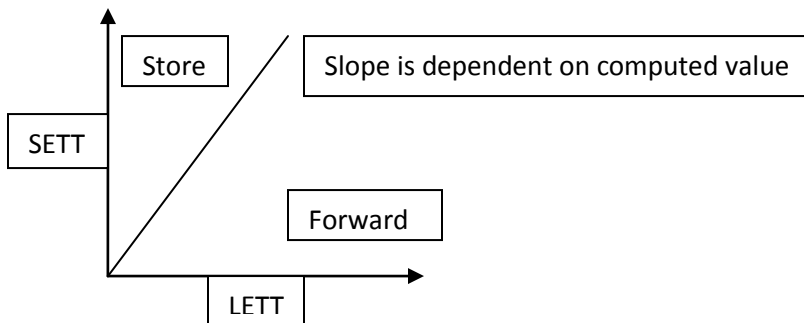 Store
Slope is dependent on computed value
SETT
Forward
LETT